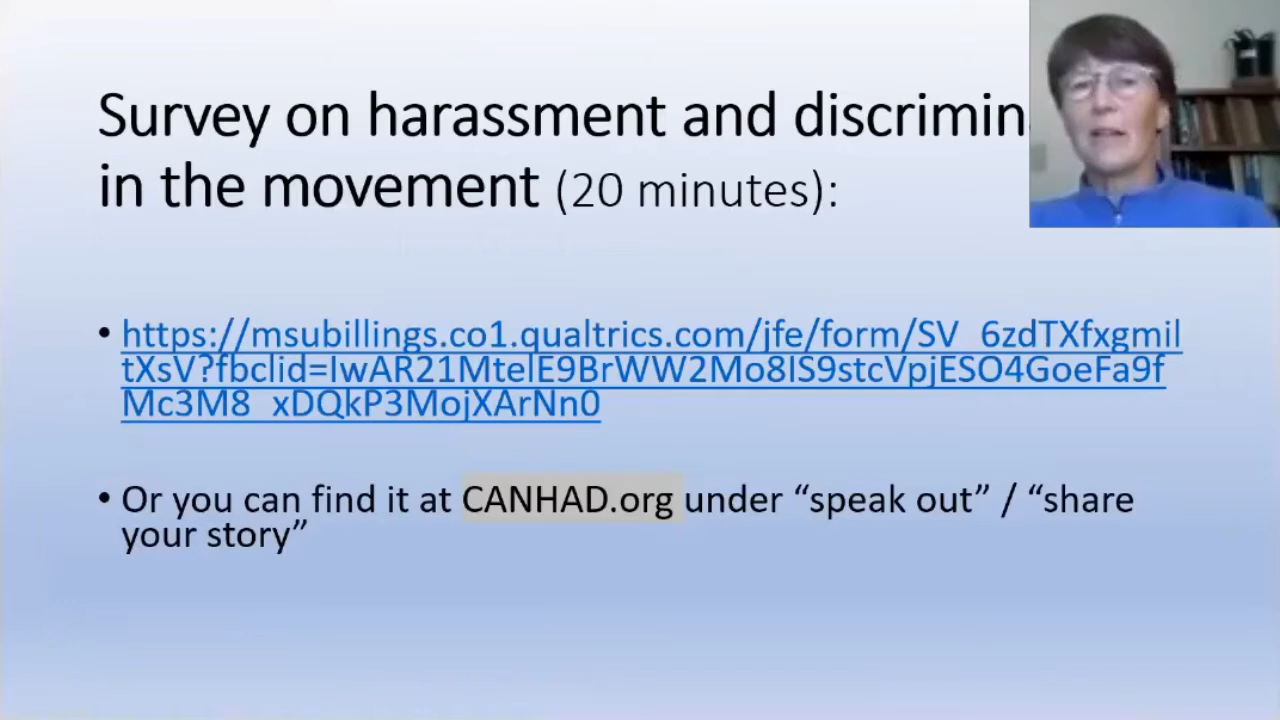 Survey on harassment and discrimin
in the movement (20 minutes):
• https://msubillings.co1.qualtrics.com/jfe/form/SV_6zdTXfxgmil
tXsV?fbclid=IwAR21MtelE9BrWW2Mo8lS9stcVpjESO4GoeFa9f
Mc3M8_xDQkP3MojXArNn0
• Or you can find it at CANHAD.org under “speak out” / “share
your story”